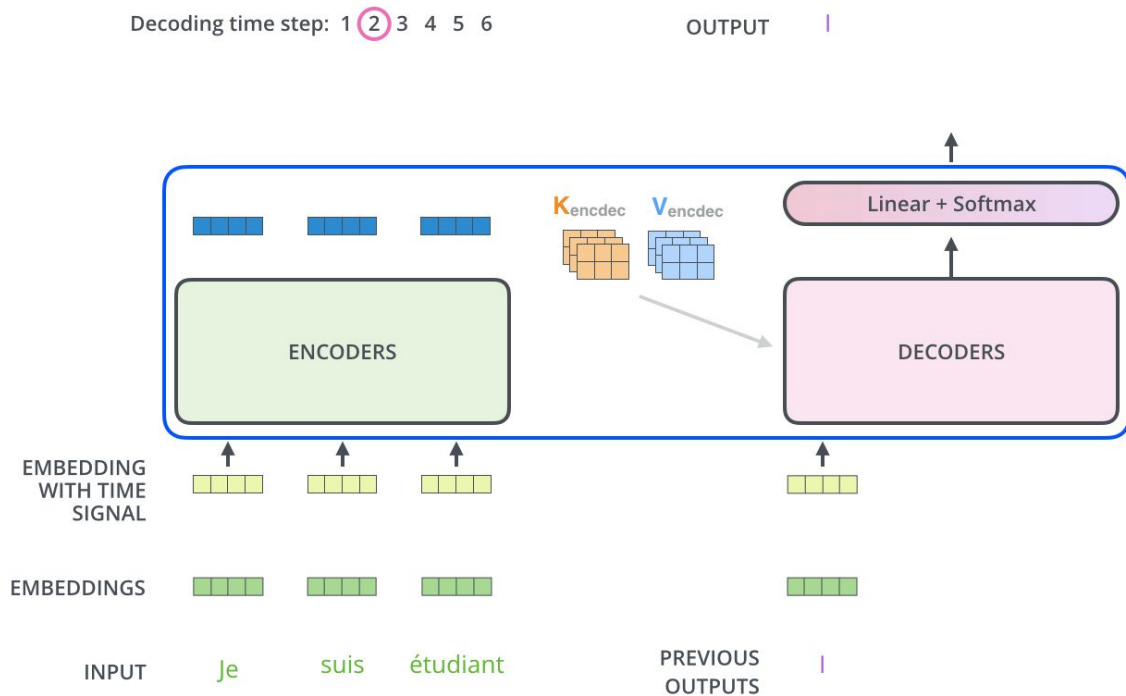 Decoding time step: 1 2 3 4 5 6
OUTPUT I
Kencdec Vencdec
Linear + Softmax
ENCODERS
DECODERS
EMBEDDING
WITH TIME
SIGNAL
EMBEDDINGS
INPUT Je suis étudiant
PREVIOUS
OUTPUTS
I